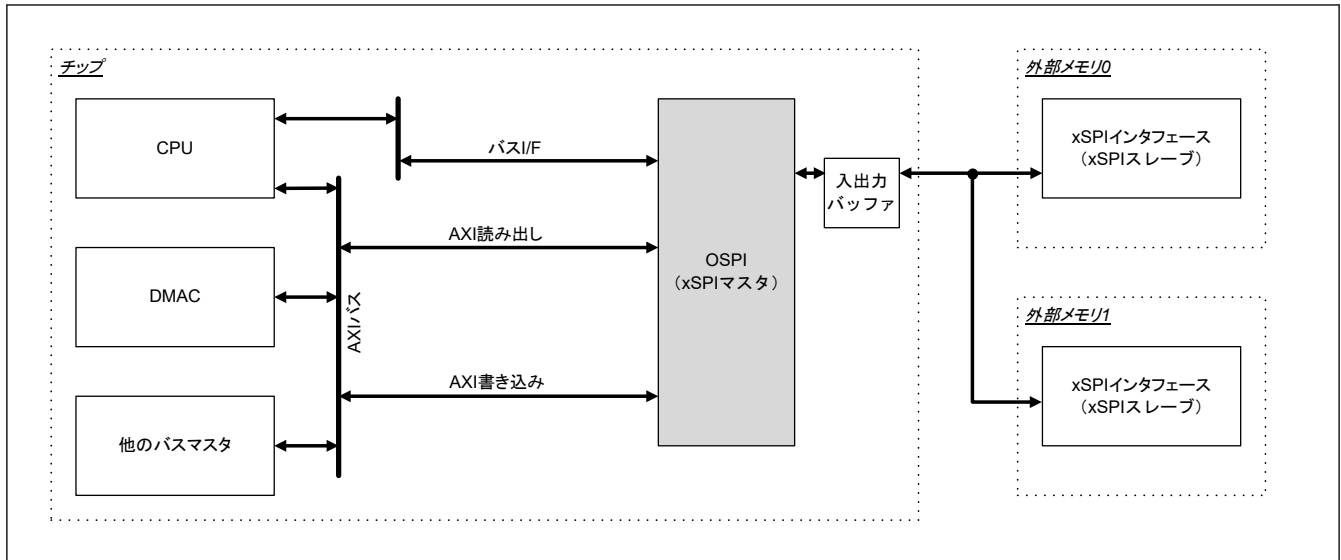 チップ
CPU
DMAC
他のバスマスタ
バスI/F
AXI読み出し
AXIバス
AXI書き込み
OSPI
（xSPIマスタ）
入出力
バッファ
外部メモリ0
xSPIインタフェース
（xSPIスレーブ）
外部メモリ1
xSPIインタフェース
（xSPIスレーブ）